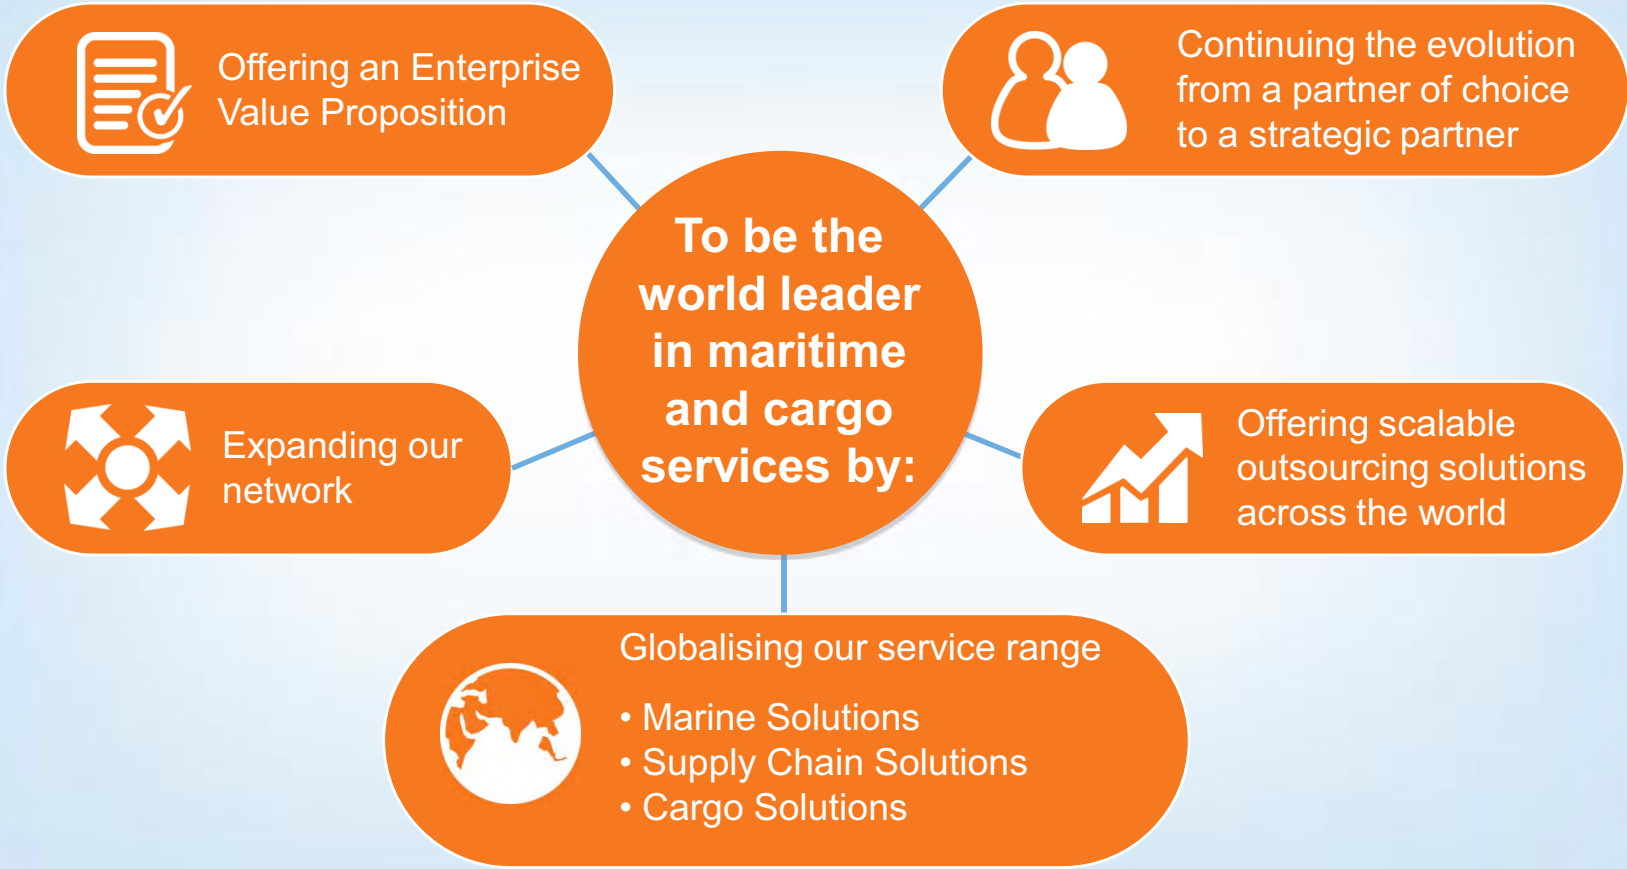 Offering an Enterprise
Value Proposition
Continuing the evolution
from a partner of choice
to a strategic partner
To be the
world leader
in maritime
and cargo
services by:
Expanding our
network
Offering scalable
outsourcing solutions
across the world
Globalising our service range
• Marine Solutions
• Supply Chain Solutions
• Cargo Solutions